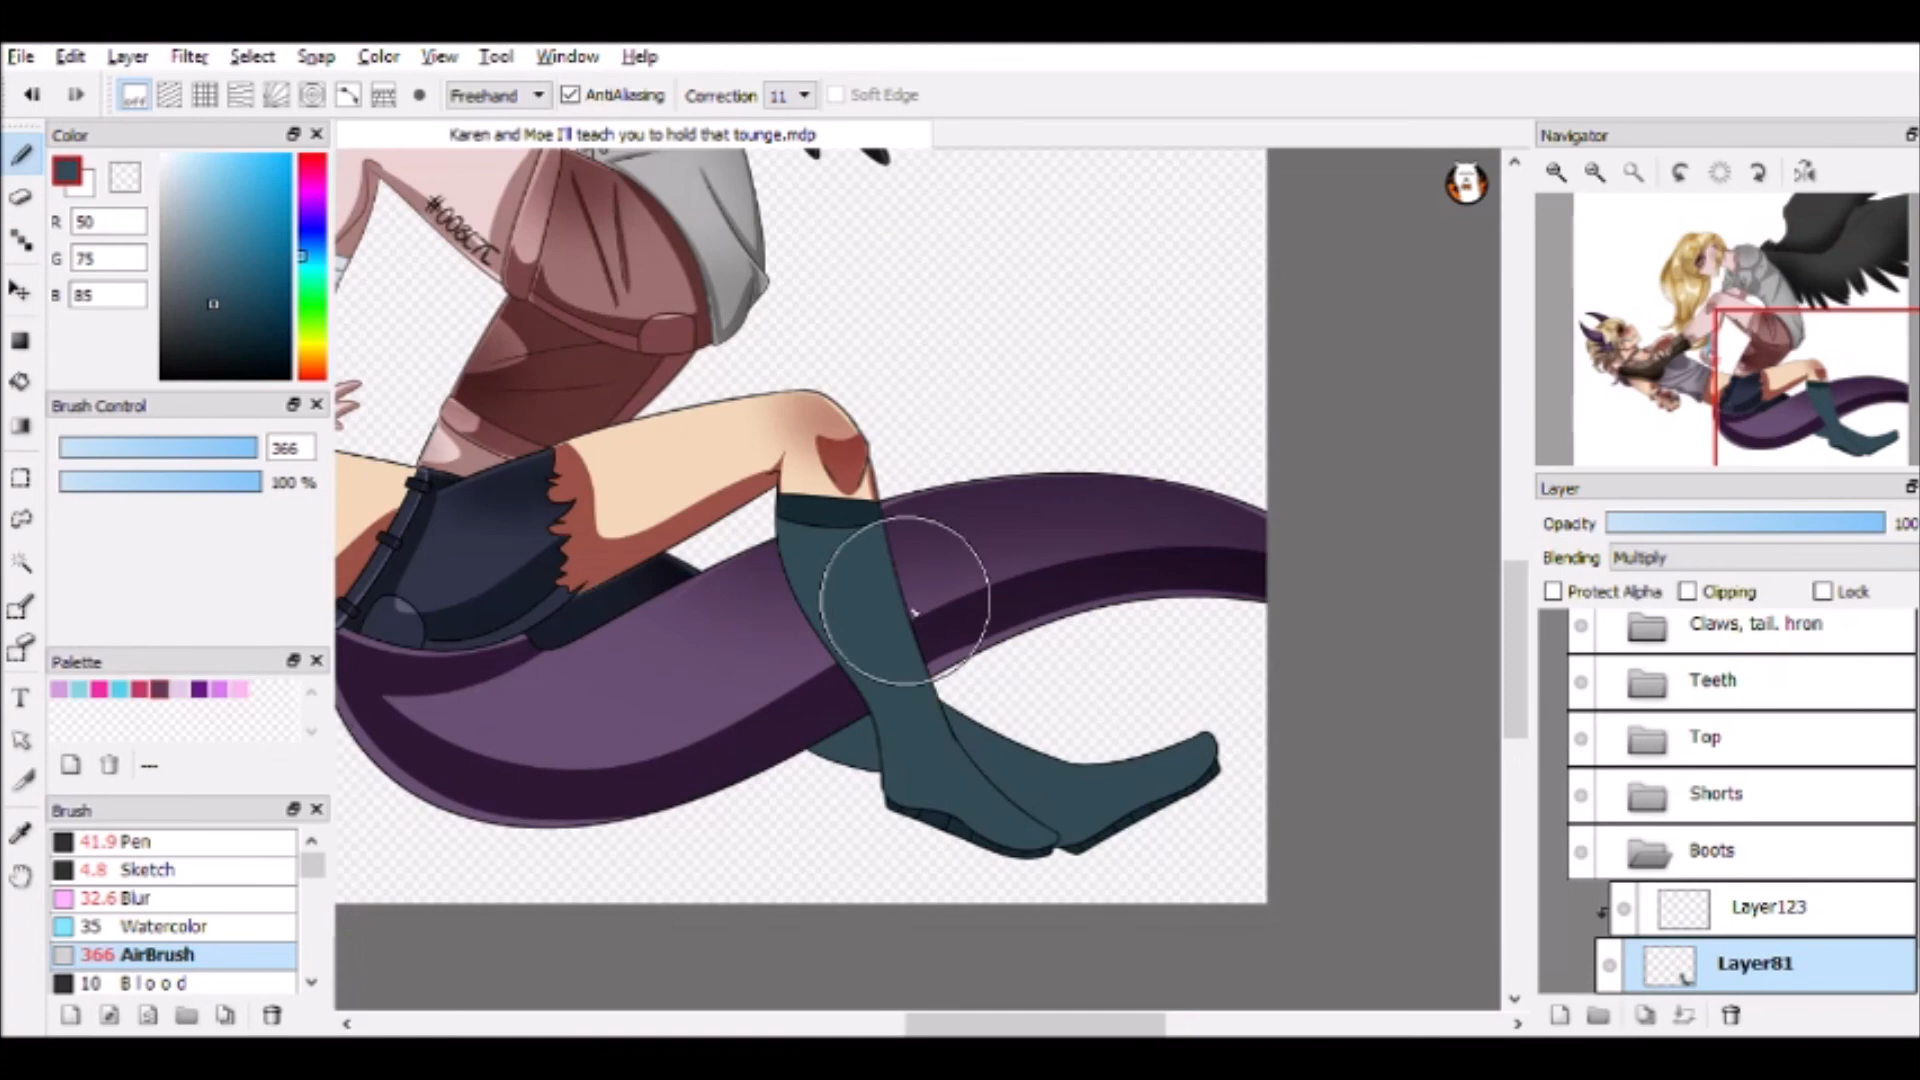 File Edit Layer Filter Select Snap Color View Tool Window Help
off Freehand AntiAliasing Correction 11 Soft Edge
Color
Karen and Moe I'll teach you to hold that tounge.mdp
Navigator
R 50
G 75
B 85
#008C7C
Brush Control
366
100 %
Layer
Opacity 100
Blending Multiply
Protect Alpha Clipping Lock
Claws, tail. hron
Teeth
Top
Shorts
Boots
Layer123
Layer81
Palette
---
Brush
41.9 Pen
4.8 Sketch
32.6 Blur
35 Watercolor
366 AirBrush
10 B l o o d